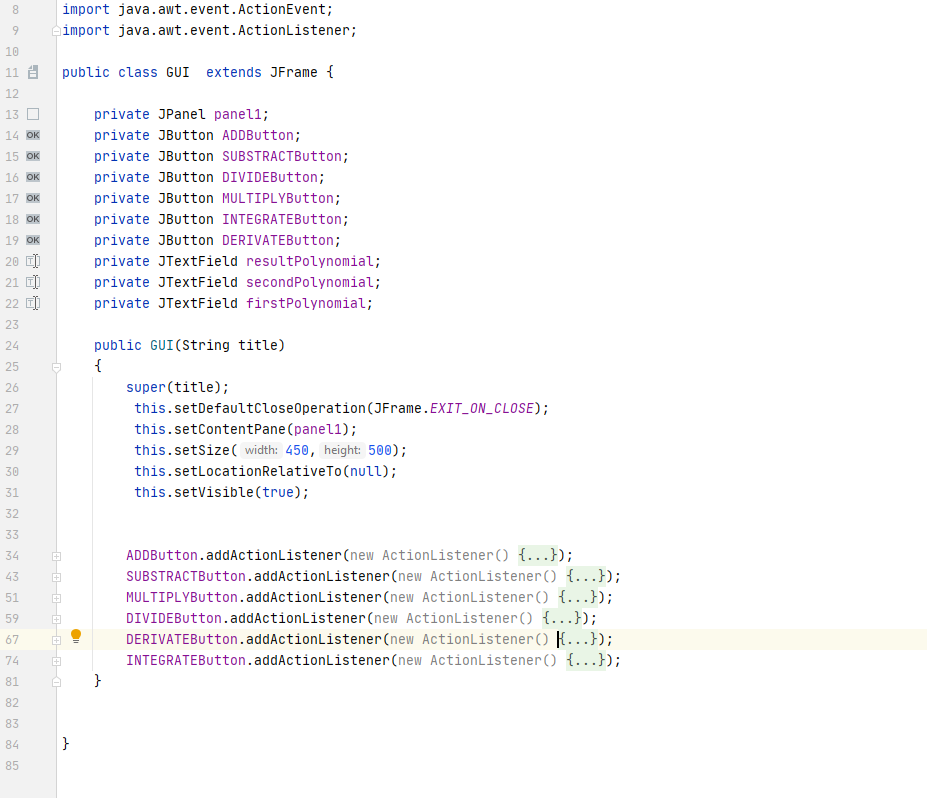 8 import java.awt.event.ActionEvent;
9 import java.awt.event.ActionListener;
10
11 public class GUI  extends JFrame {
12
13 private JPanel panel1;
14 OK private JButton ADDButton;
15 OK private JButton SUBSTRACTButton;
16 OK private JButton DIVIDEButton;
17 OK private JButton MULTIPLYButton;
18 OK private JButton INTEGRATEButton;
19 OK private JButton DERIVATEButton;
20 private JTextField resultPolynomial;
21 private JTextField secondPolynomial;
22 private JTextField firstPolynomial;
23
24 public GUI(String title)
25 {
26 super(title);
27 this.setDefaultCloseOperation(JFrame.EXIT_ON_CLOSE);
28 this.setContentPane(panel1);
29 this.setSize( width: 450, height: 500);
30 this.setLocationRelativeTo(null);
31 this.setVisible(true);
32
33
34 ADDButton.addActionListener(new ActionListener() {...});
43 SUBSTRACTButton.addActionListener(new ActionListener() {...});
51 MULTIPLYButton.addActionListener(new ActionListener() {...});
59 DIVIDEButton.addActionListener(new ActionListener() {...});
67 DERIVATEButton.addActionListener(new ActionListener() {...});
74 INTEGRATEButton.addActionListener(new ActionListener() {...});
81 }
82
83
84 }
85